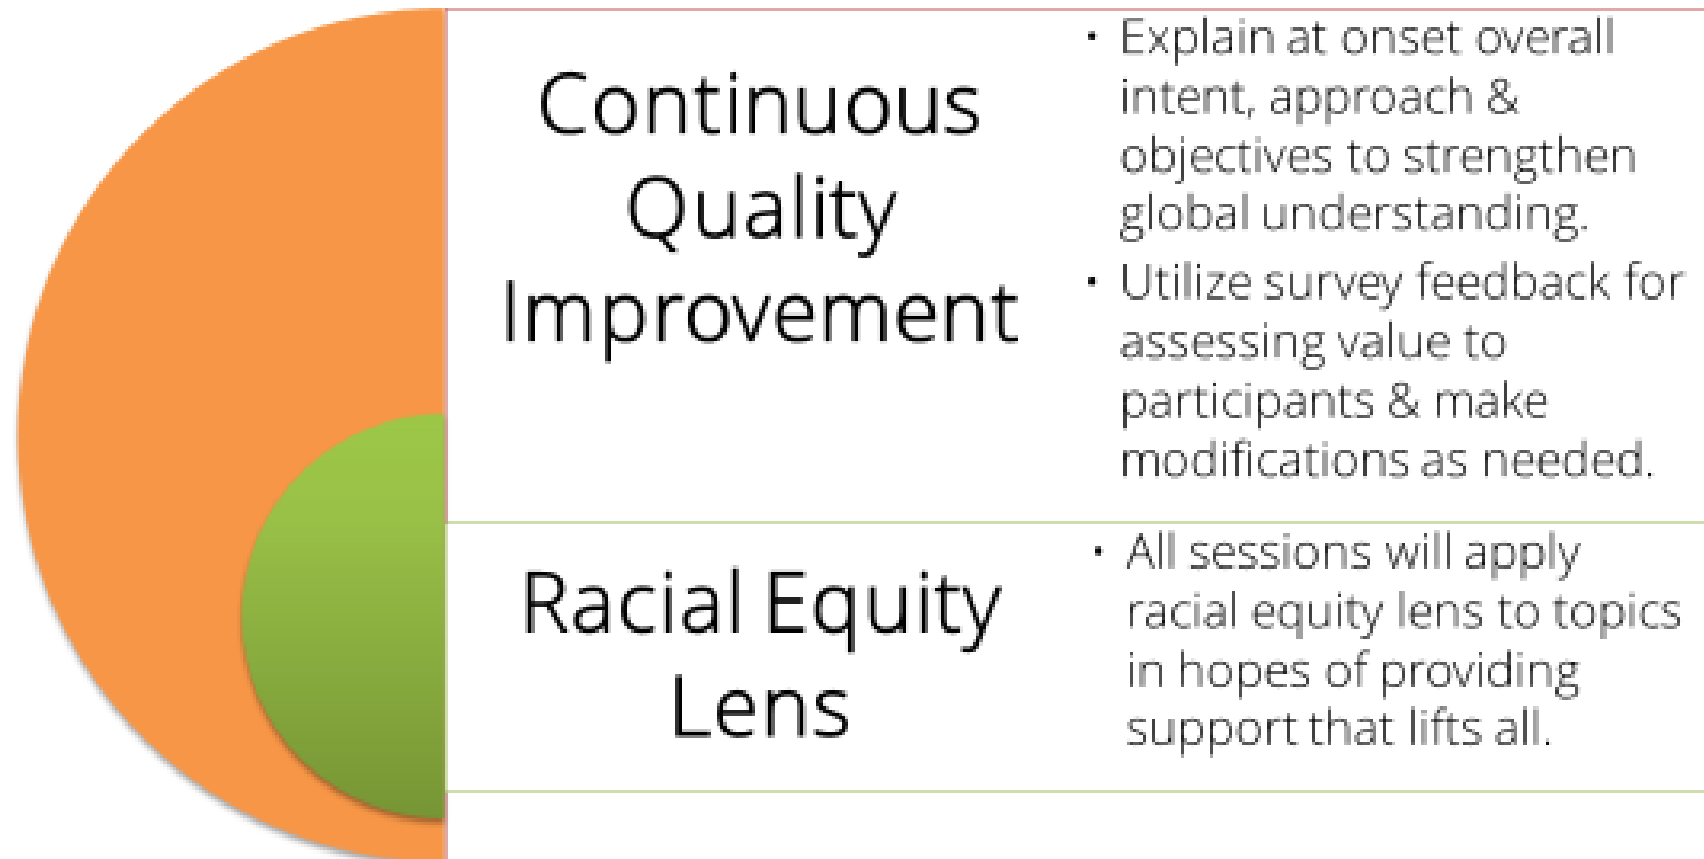 Continuous
Quality
Improvement
• Explain at onset overall
intent, approach &
objectives to strengthen
global understanding.
• Utilize survey feedback for
assessing value to
participants & make
modifications as needed.
Racial Equity
Lens
• All sessions will apply
racial equity lens to topics
in hopes of providing
support that lifts all.